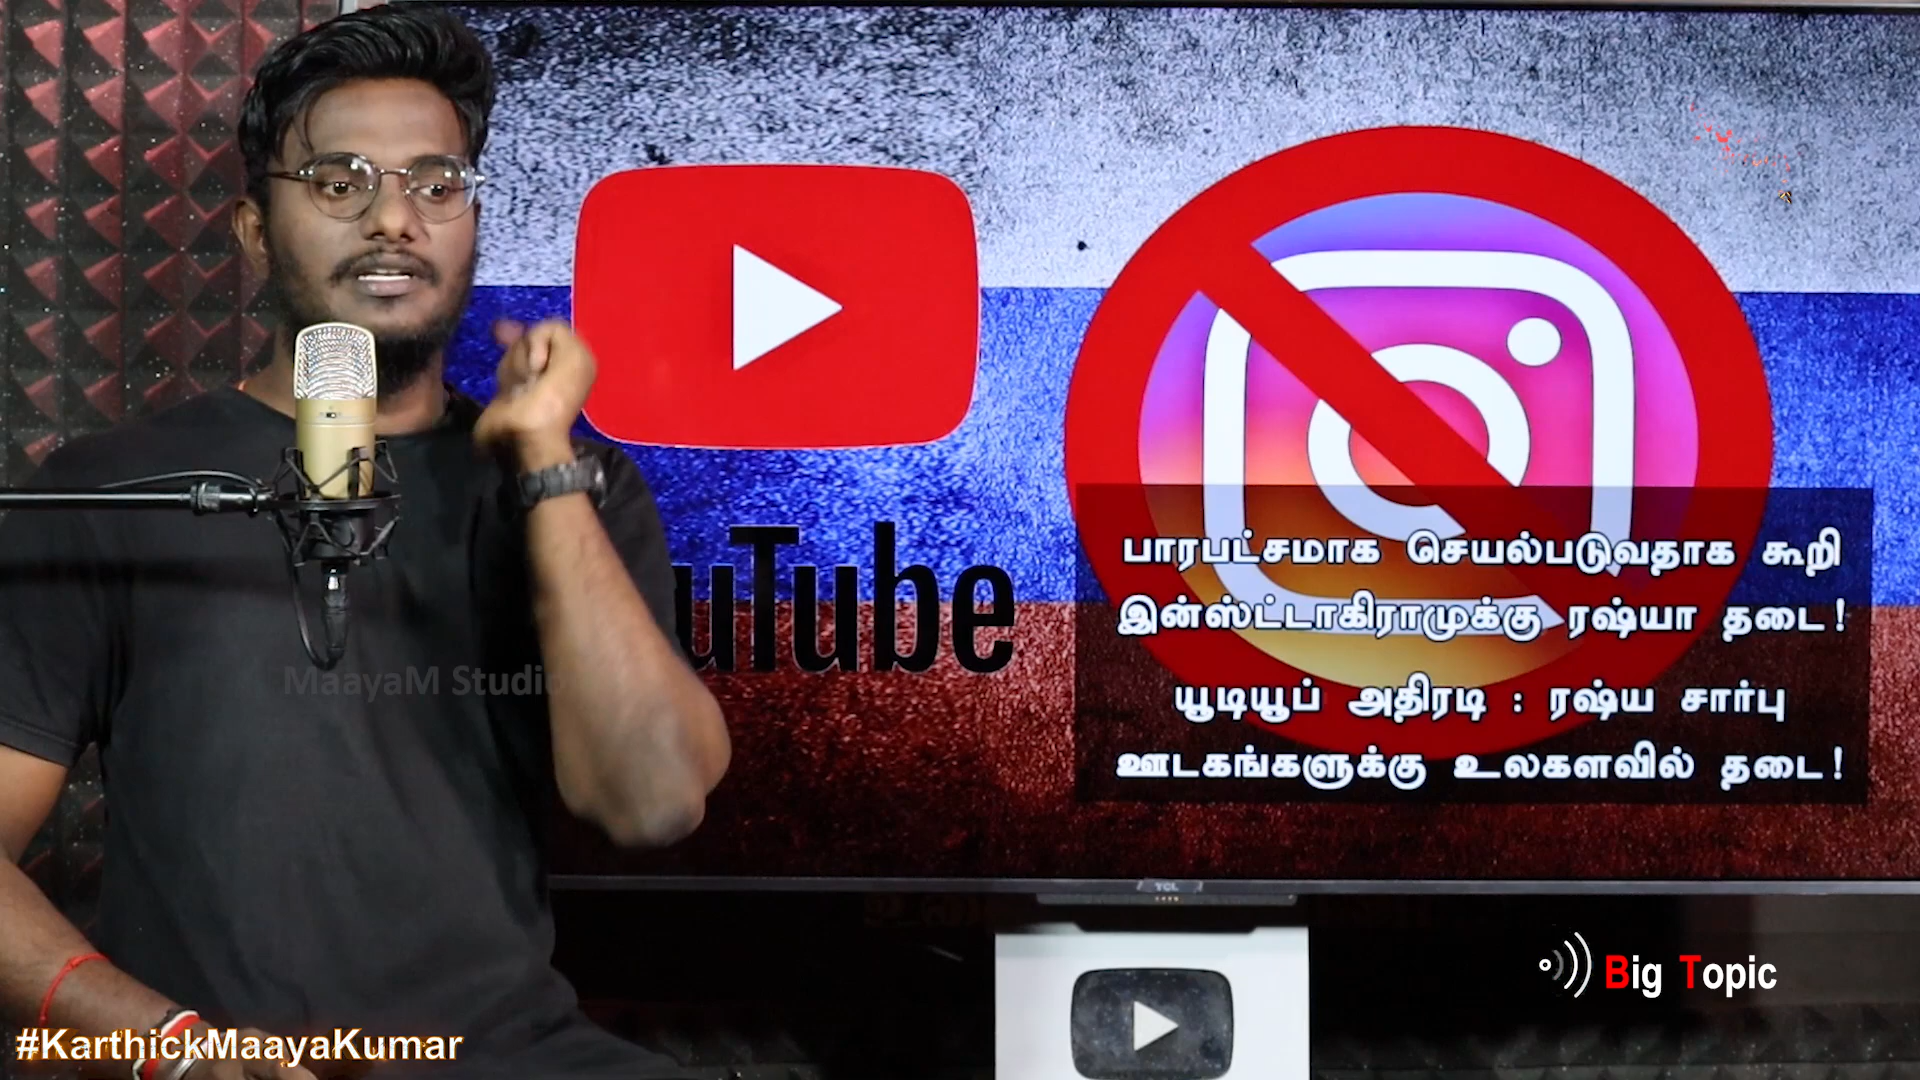 uTube
பாரபட்சமாக செயல்படுவதாக கூறி
இன்ஸ்ட்டாகிராமுக்கு ரஷ்யா தடை!
யூடியூப் அதிரடி : ரஷ்ய சார்பு
ஊடகங்களுக்கு உலகளவில் தடை!
MaayaM Studio
TCL
Big Topic
#KarthickMaayaKumar